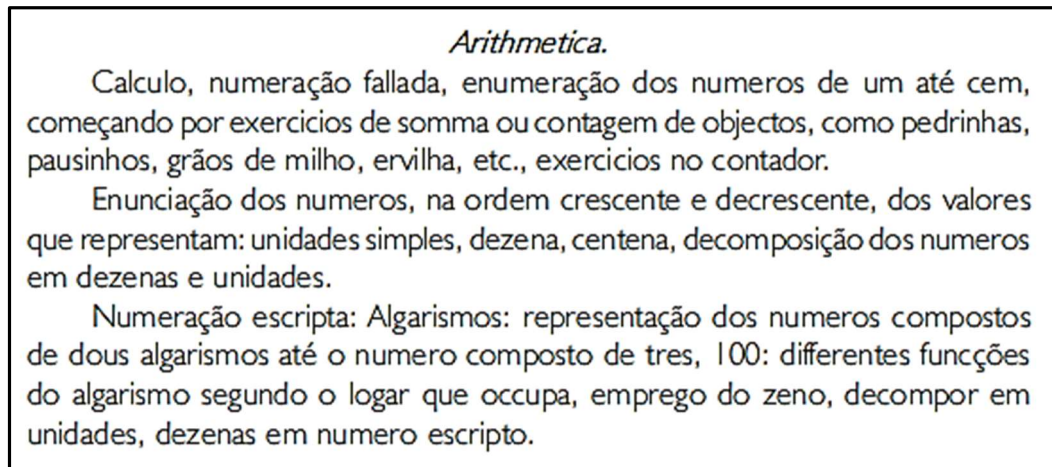 Arithmetica.
Calculo, numeração fallada, enumeração dos numeros de um até cem,
começando por exercicios de somma ou contagem de objectos, como pedrinhas,
pausinhos, grãos de milho, ervilha, etc., exercicios no contador.
Enunciação dos numeros, na ordem crescente e decrescente, dos valores
que representam: unidades simples, dezena, centena, decomposição dos numeros
em dezenas e unidades.
Numeração escripta: Algarismos: representação dos numeros compostos
de dous algarismos até o numero composto de tres, 100: differentes funcções
do algarismo segundo o logar que occupa, emprego do zeno, decompor em
unidades, dezenas em numero escripto.